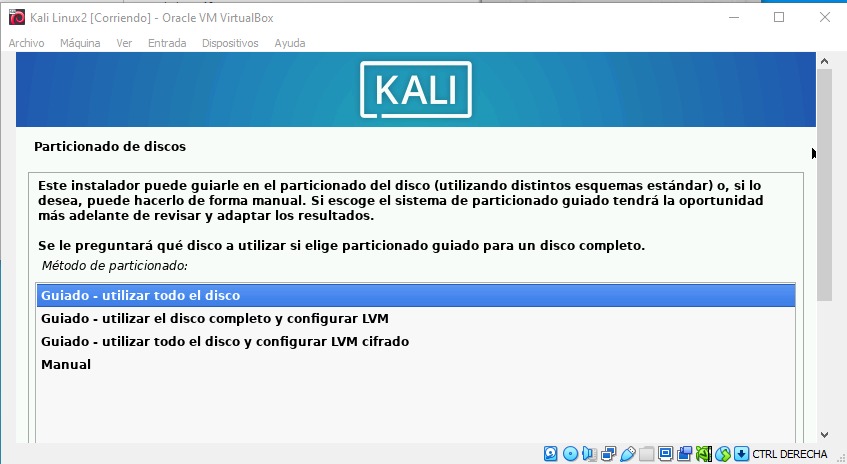 Kali Linux2 [Corriendo] - Oracle VM VirtualBox
Archivo Máquina Ver Entrada Dispositivos Ayuda
KALI
Particionado de discos
Este instalador puede guiarle en el particionado del disco (utilizando distintos esquemas estándar) o, si lo
desea, puede hacerlo de forma manual. Si escoge el sistema de particionado guiado tendrá la oportunidad
más adelante de revisar y adaptar los resultados.
Se le preguntará qué disco a utilizar si elige particionado guiado para un disco completo.
Método de particionado:
Guiado - utilizar todo el disco
Guiado - utilizar el disco completo y configurar LVM
Guiado - utilizar todo el disco y configurar LVM cifrado
Manual
CTRL DERECHA